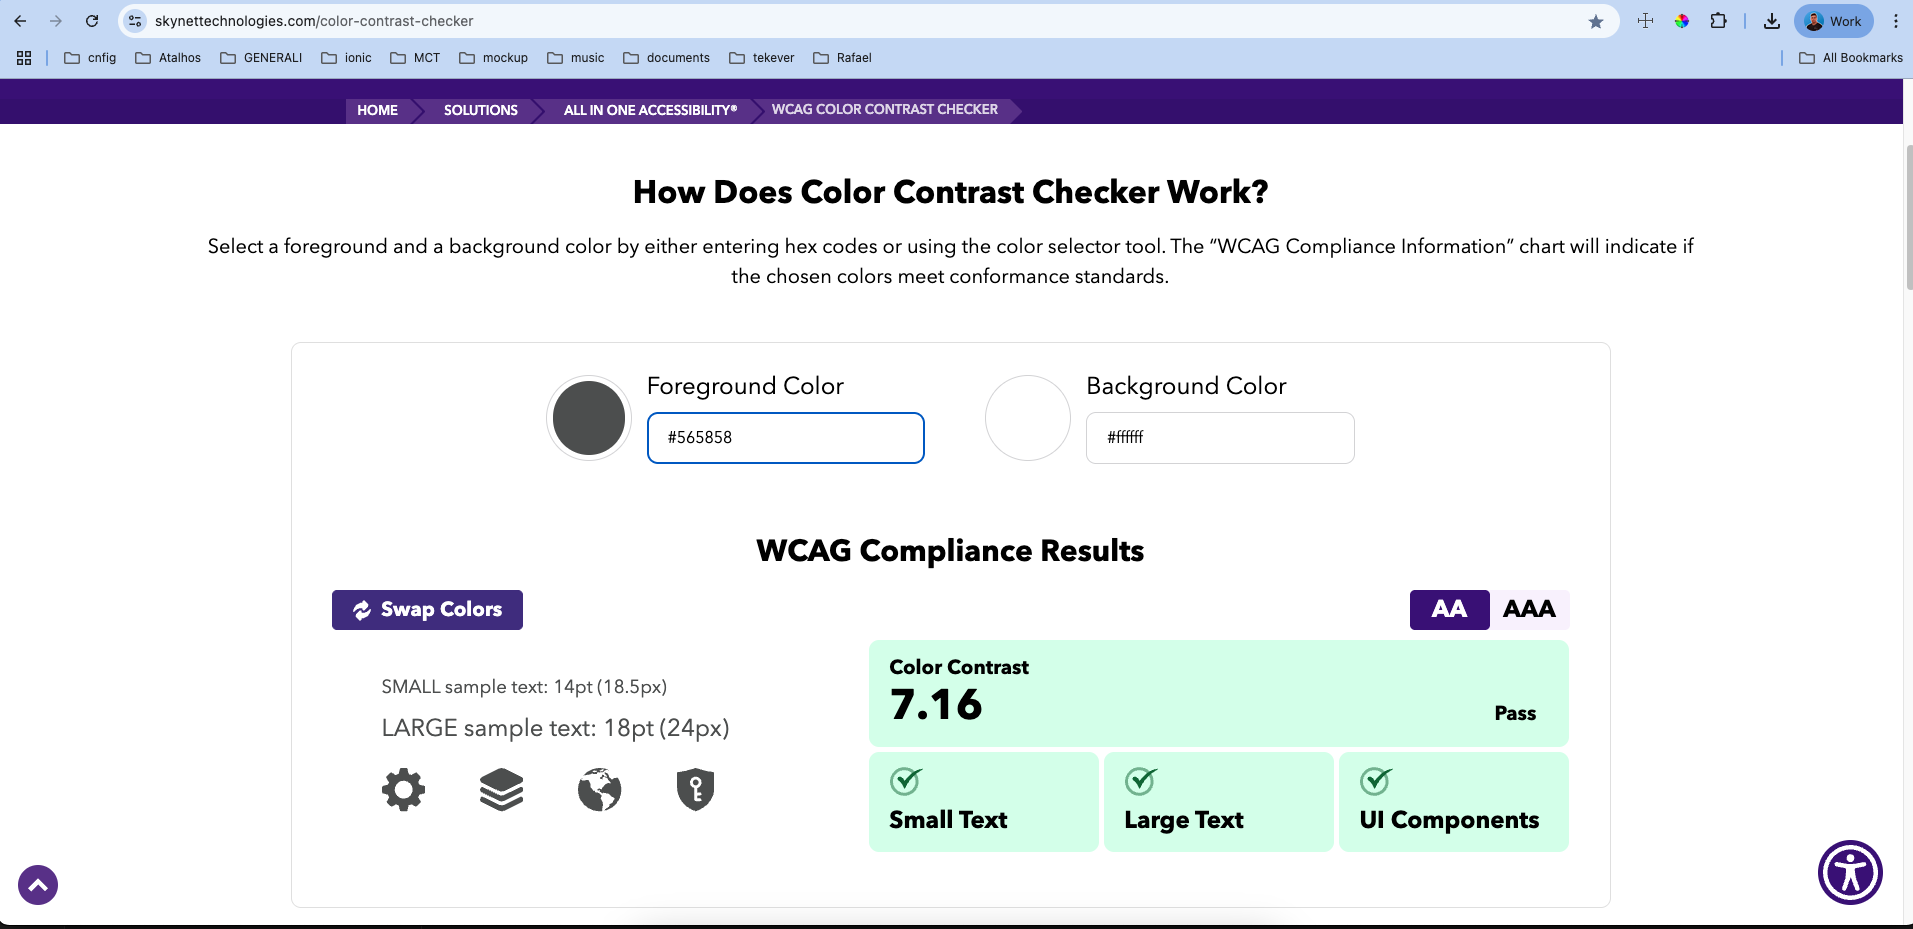 skynettechnologies.com/color-contrast-checker
Work
cnfig
Atalhos
GENERALI
ionic
MCT
mockup
music
documents
tekever
Rafael
All Bookmarks
HOME
SOLUTIONS
ALL IN ONE ACCESSIBILITY®
WCAG COLOR CONTRAST CHECKER
How Does Color Contrast Checker Work?
Select a foreground and a background color by either entering hex codes or using the color selector tool. The “WCAG Compliance Information” chart will indicate if
the chosen colors meet conformance standards.
Foreground Color
#565858
Background Color
#ffffff
WCAG Compliance Results
Swap Colors
AA
AAA
SMALL sample text: 14pt (18.5px)
LARGE sample text: 18pt (24px)
Color Contrast
7.16
Pass
Small Text
Large Text
UI Components